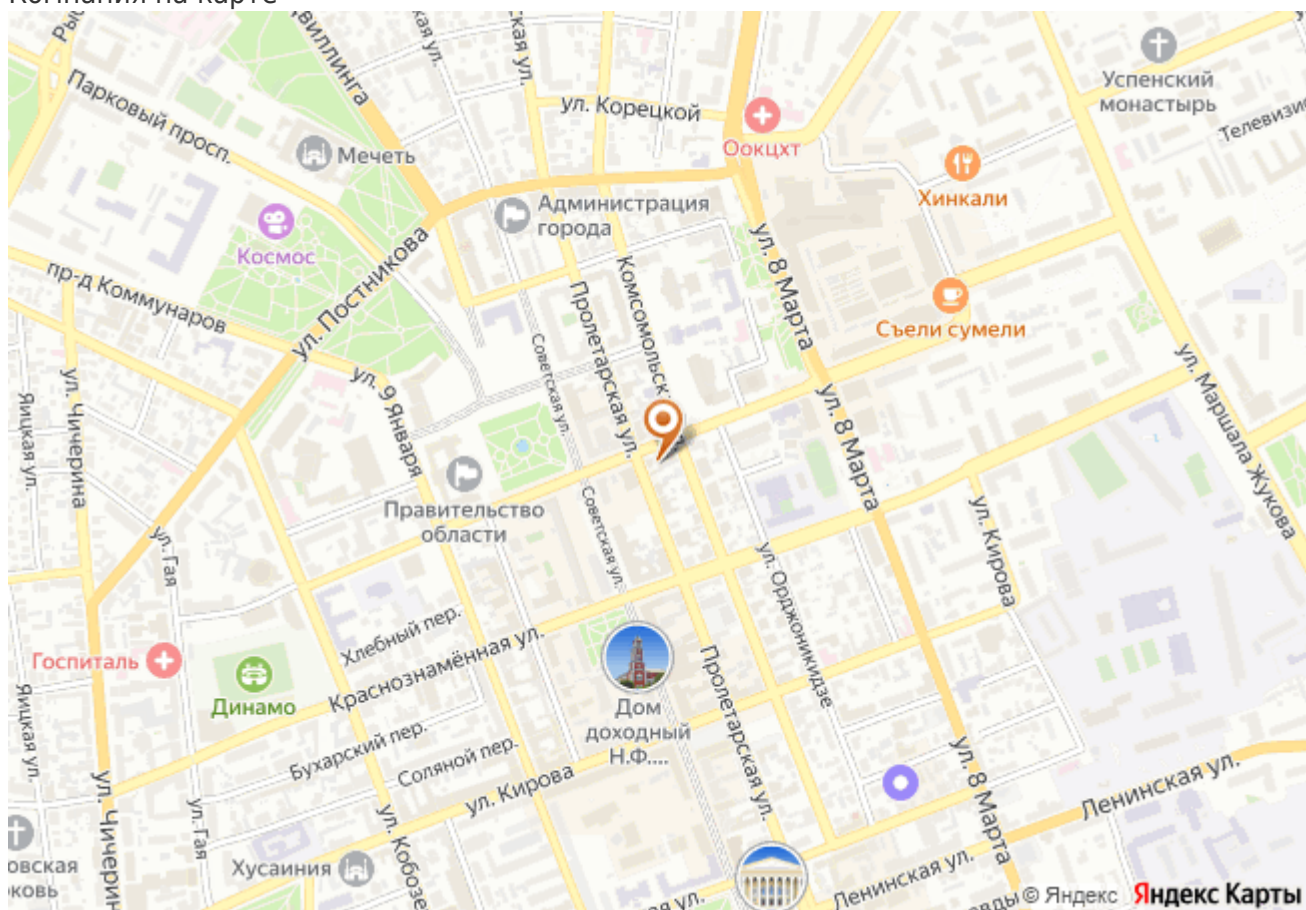 Компания на карте
Парковый просп.
Мечеть
ул. Корецкой
Оокцхт
Успенский
монастырь
Хинкали
Администрация
города
Космос
пр-д Коммунаров
ул. Постникова
Пролетарская ул.
ул. 8 Марта
Съели сумели
ул. Чичерина
Яицкая ул.
ул. 9 Января
Советская ул.
ул. 8 Марта
ул. Маршала Жукова
Правительство
области
Советская ул.
ул. Гая
ул. Кирова
ул. Орджоникидзе
Хлебный пер.
Краснознамённая ул.
Госпиталь
Динамо
Яицкая ул.
Дом
доходный
Н.Ф....
Пролетарская ул.
Бухарский пер.
Соляной пер.
ул. Кирова
ул. 8 Марта
Ленинская ул.
ул. Гая
Хусаиния
Ленинская ул.
© Яндекс Яндекс Карты